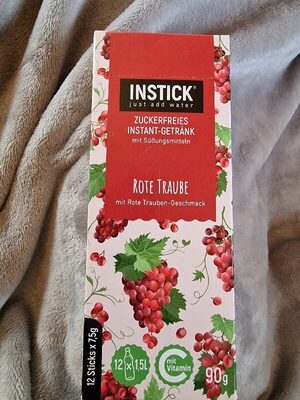 INSTICK®
just add water
ZUCKERFREIES
INSTANT-GETRÄNK
mit Süßungsmitteln
ROTE TRAUBE
mit Rote Trauben-Geschmack
12 Sticks x 7,5g
12 x 1,5L
mit
Vitamin
C
90g